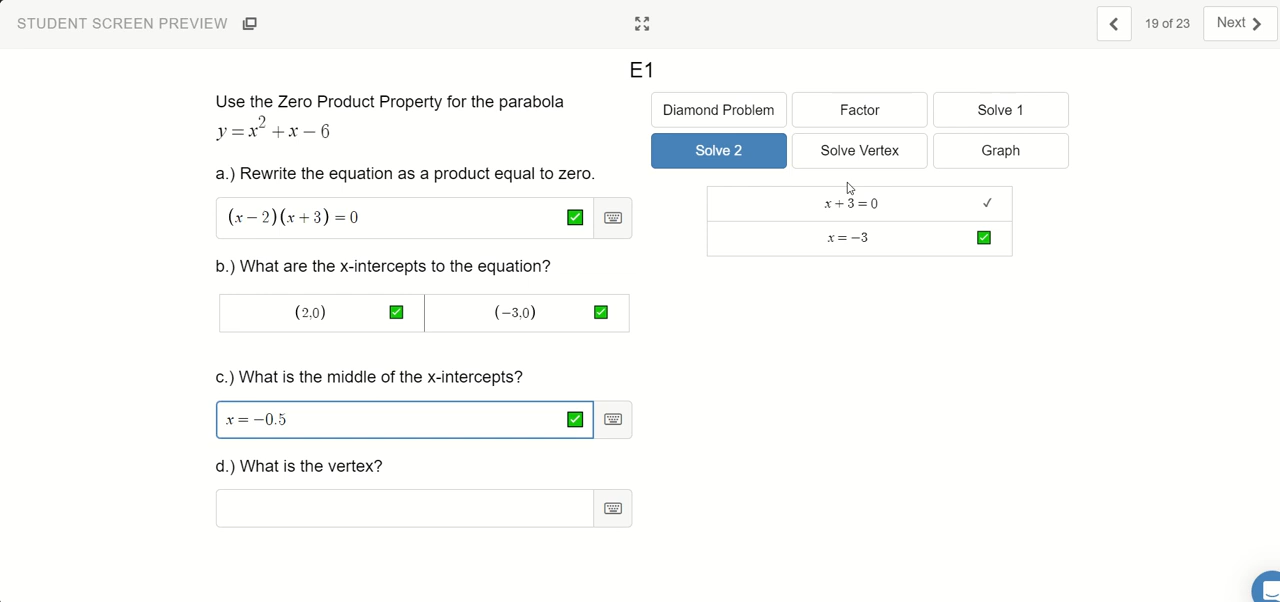 STUDENT SCREEN PREVIEW
19 of 23
Next
E1
Use the Zero Product Property for the parabola
y = x² + x − 6
a.) Rewrite the equation as a product equal to zero.
(x − 2)(x + 3) = 0
b.) What are the x-intercepts to the equation?
(2,0) (−3,0)
c.) What is the middle of the x-intercepts?
x = −0.5
d.) What is the vertex?
Diamond Problem Factor Solve 1
Solve 2 Solve Vertex Graph
x + 3 = 0
x = −3